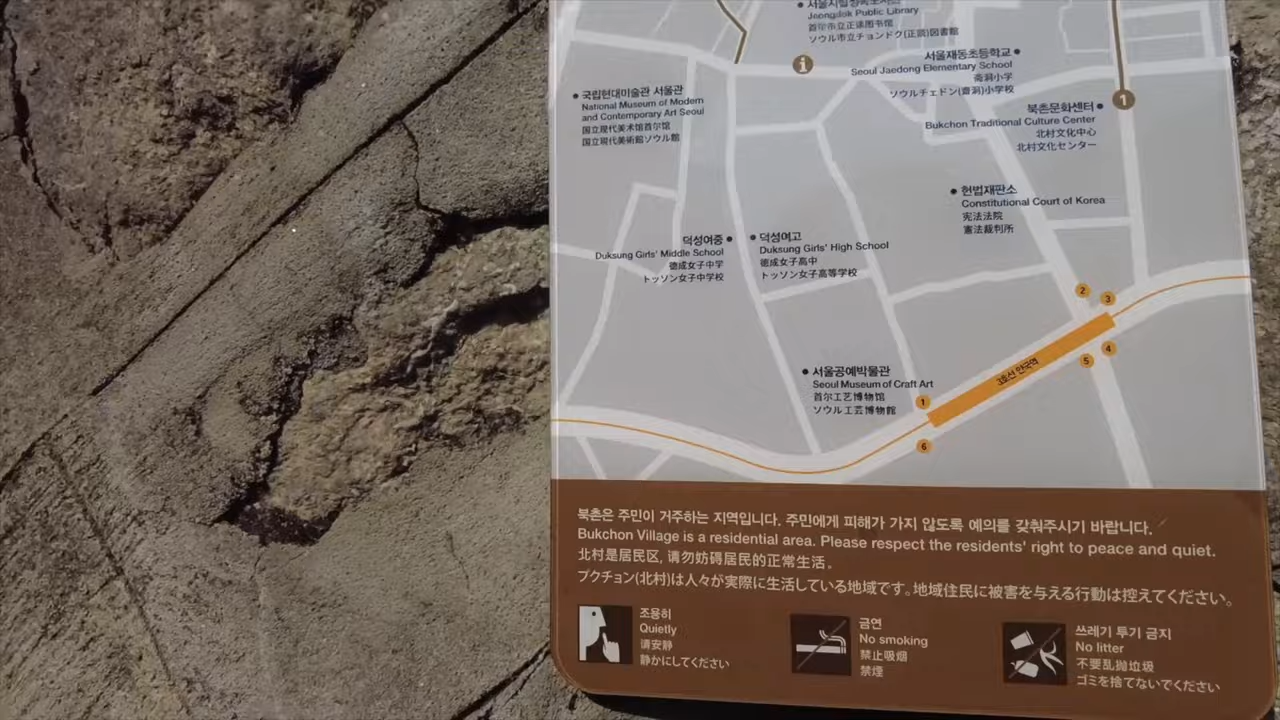 Jeongdok Public Library
首尔市立正读图书馆
ソウル市立チョンドク(正読)図書館
서울재동초등학교
Seoul Jaedong Elementary School
斋洞小学
ソウルチェドン(齋洞)小学校
국립현대미술관 서울관
National Museum of Modern
and Contemporary Art Seoul
国立现代美术馆首尔馆
国立現代美術館ソウル館
북촌문화센터
Bukchon Traditional Culture Center
北村文化中心
北村文化センター
1
헌법재판소
Constitutional Court of Korea
宪法法院
憲法裁判所
덕성여중
Duksung Girls' Middle School
德成女子中学
トッソン女子中学校
덕성여고
Duksung Girls' High School
德成女子高中
トッソン女子高等学校
2
3
4
5
3호선 안국역
서울공예박물관
Seoul Museum of Craft Art
首尔工艺博物馆
ソウル工芸博物館
1
6
북촌은 주민이 거주하는 지역입니다. 주민에게 피해가 가지 않도록 예의를 갖춰주시기 바랍니다.
Bukchon Village is a residential area. Please respect the residents' right to peace and quiet.
北村是居民区, 请勿妨碍居民的正常生活。
プクチョン(北村)は人々が実際に生活している地域です。地域住民に被害を与える行動は控えてください。
조용히
Quietly
请安静
静かにしてください
금연
No smoking
禁止吸烟
禁煙
쓰레기 투기 금지
No litter
不要乱抛垃圾
ゴミを捨てないでください